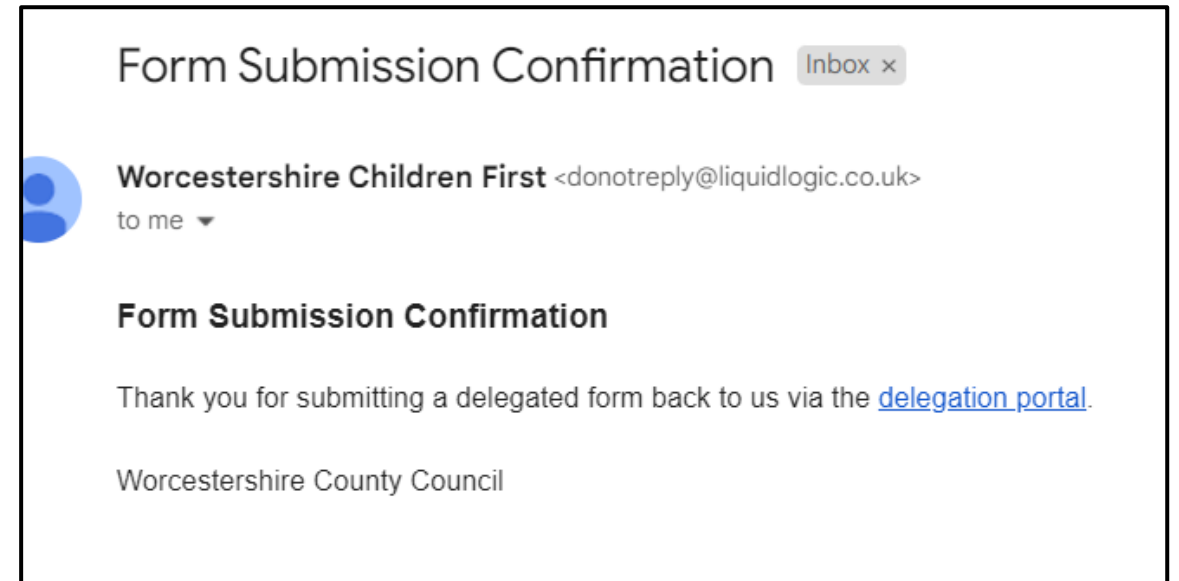 Form Submission Confirmation Inbox ×
Worcestershire Children First <donotreply@liquidlogic.co.uk>
to me
Form Submission Confirmation
Thank you for submitting a delegated form back to us via the delegation portal.
Worcestershire County Council